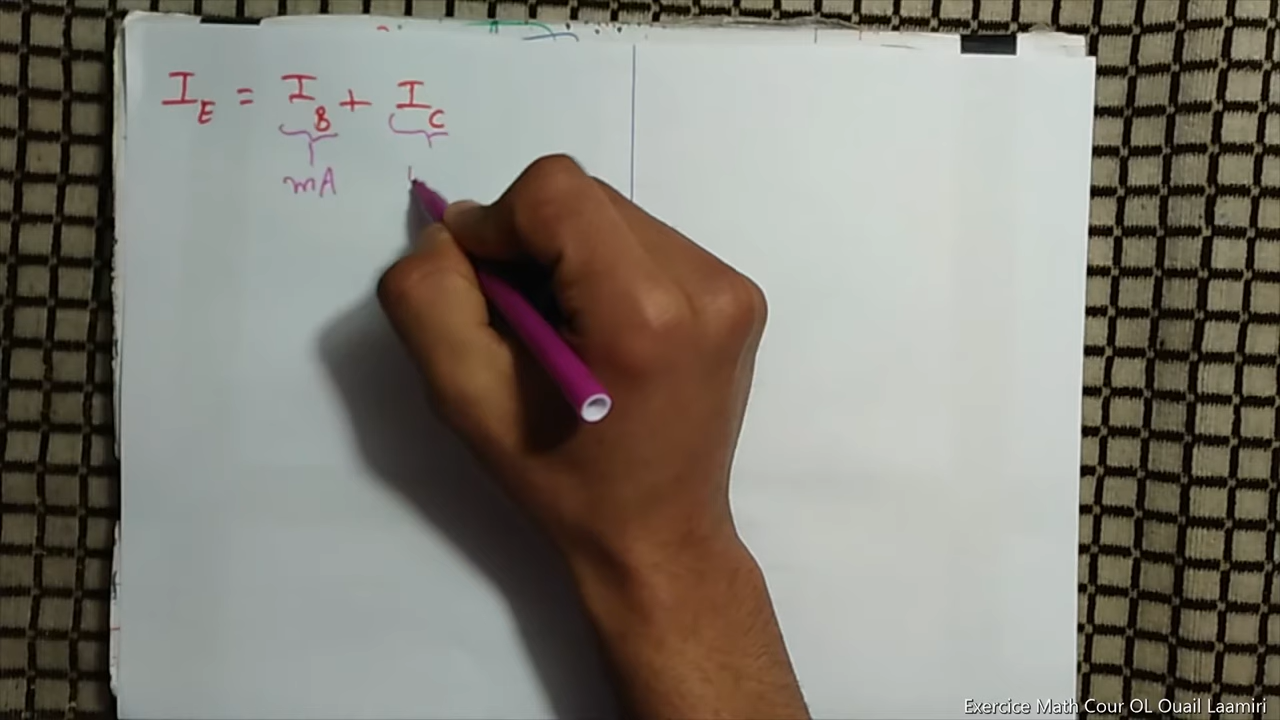 I_E = I_B + I_C
mA
Exercice Math Cour OL Ouail Laamiri